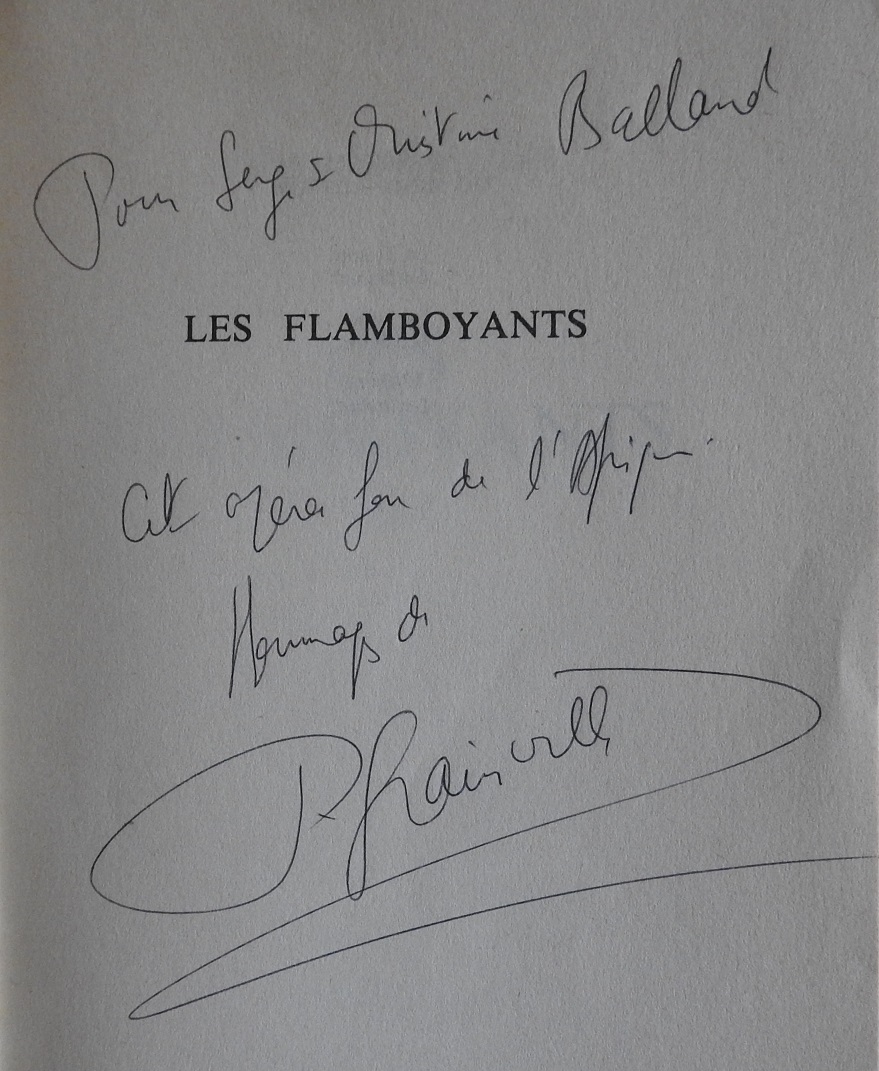 Pour Serge & Christine Balland
LES FLAMBOYANTS
Cet opéra fou de l'Afrique.
Hommage de
P Grainville